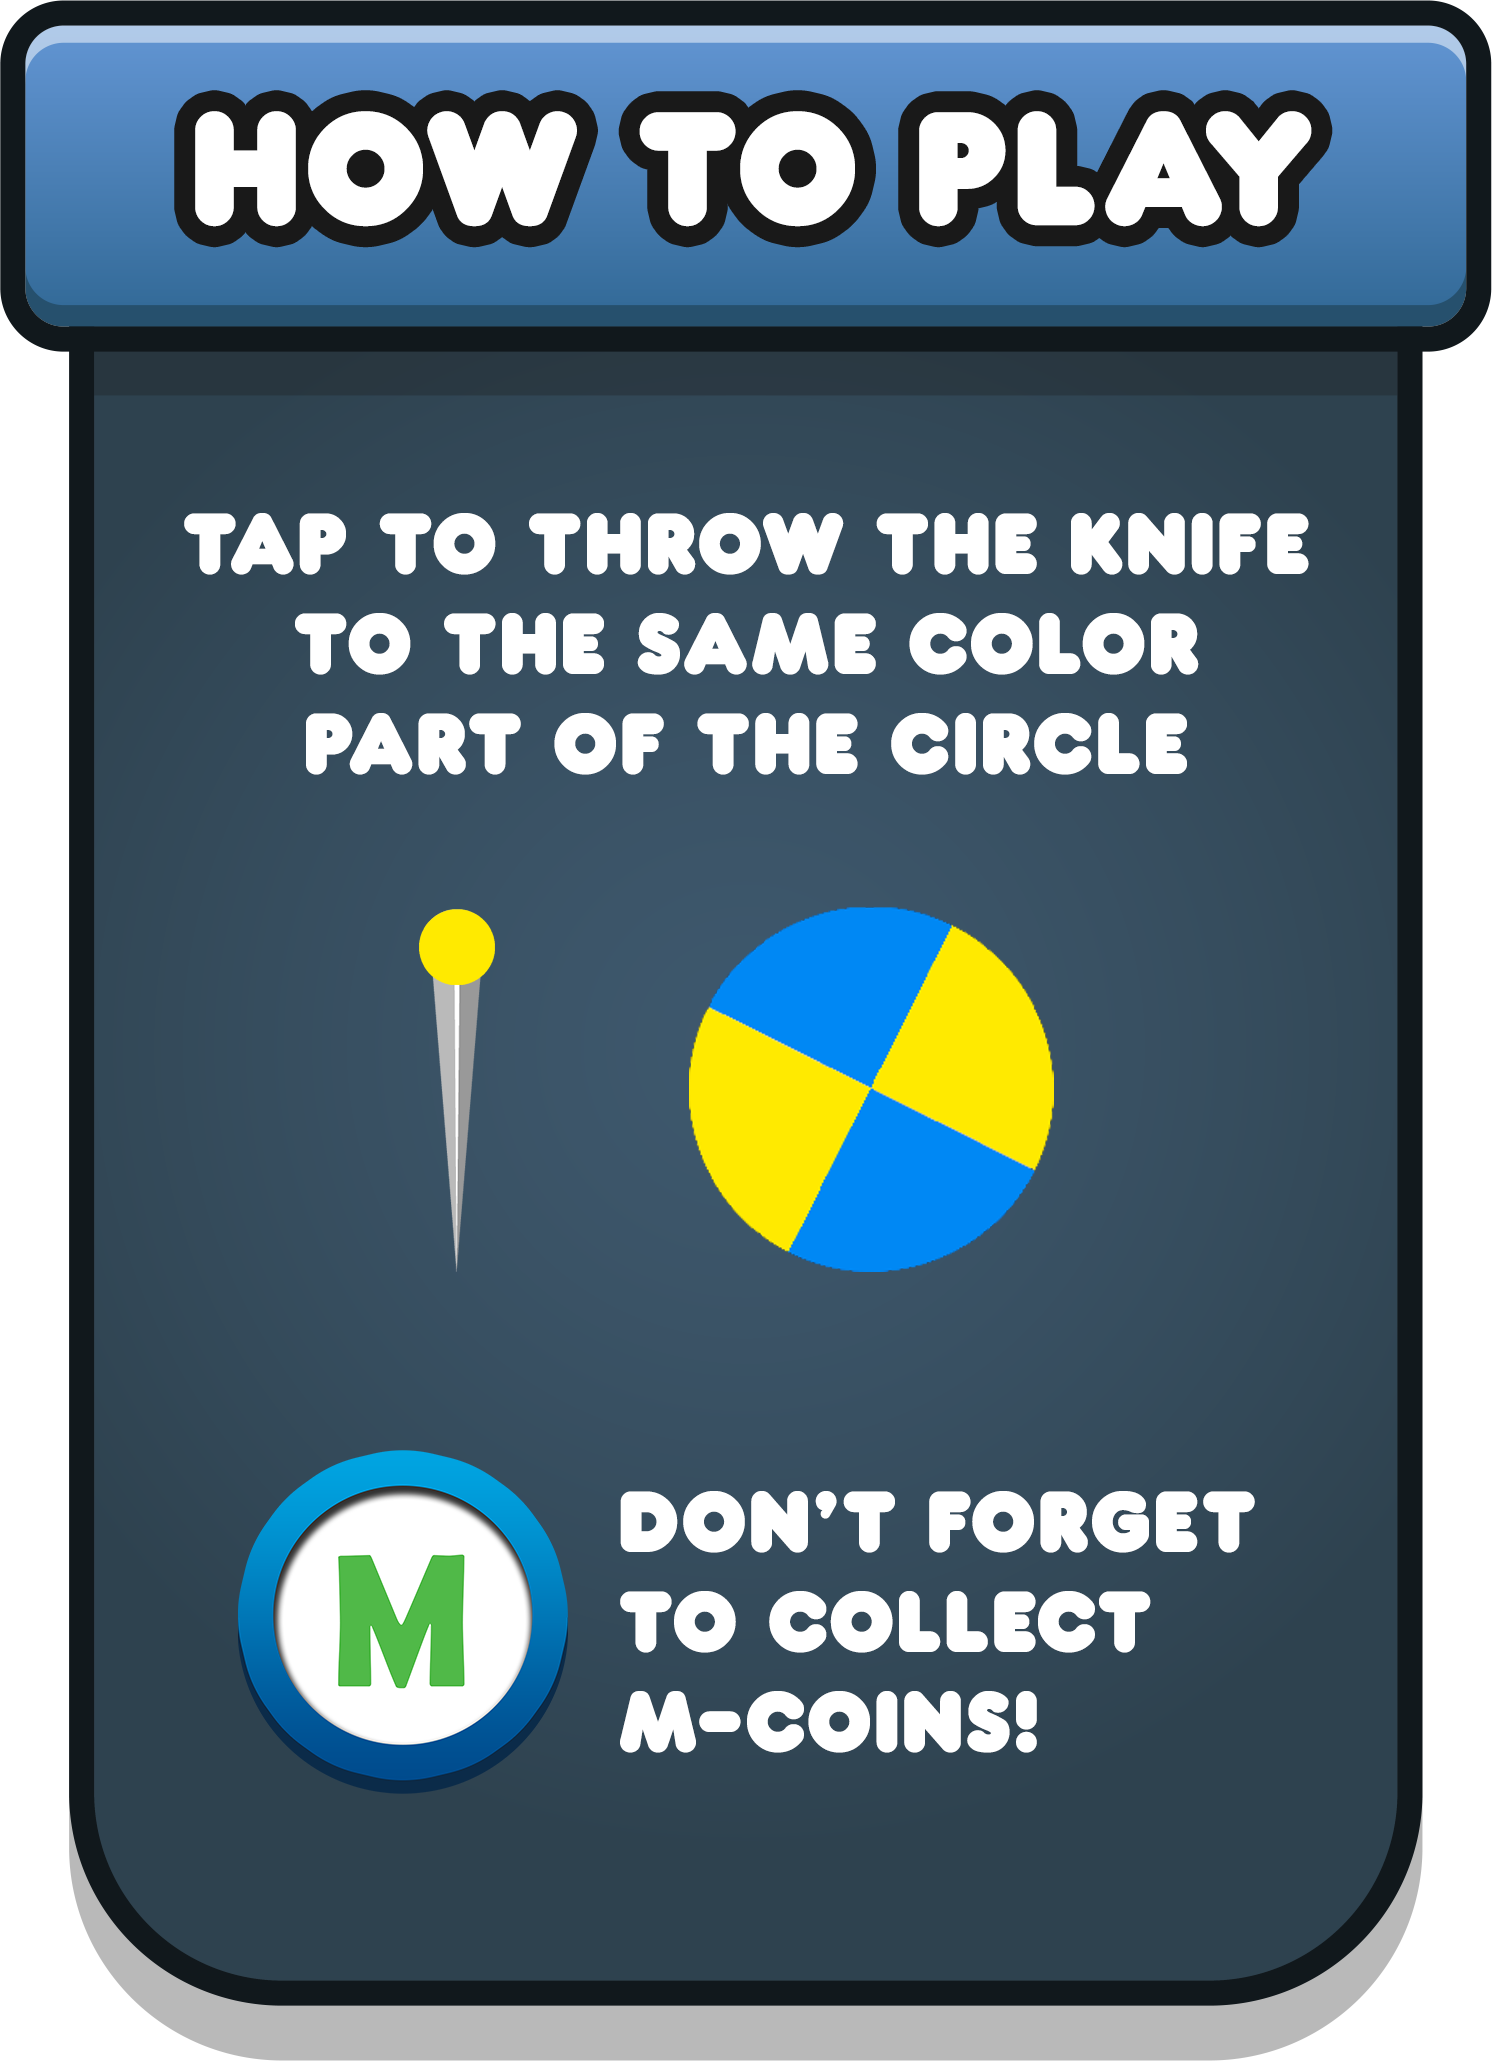 HOW TO PLAY
TAP TO THROW THE KNIFE
TO THE SAME COLOR
PART OF THE CIRCLE
M
DON'T FORGET
TO COLLECT
M-COINS!